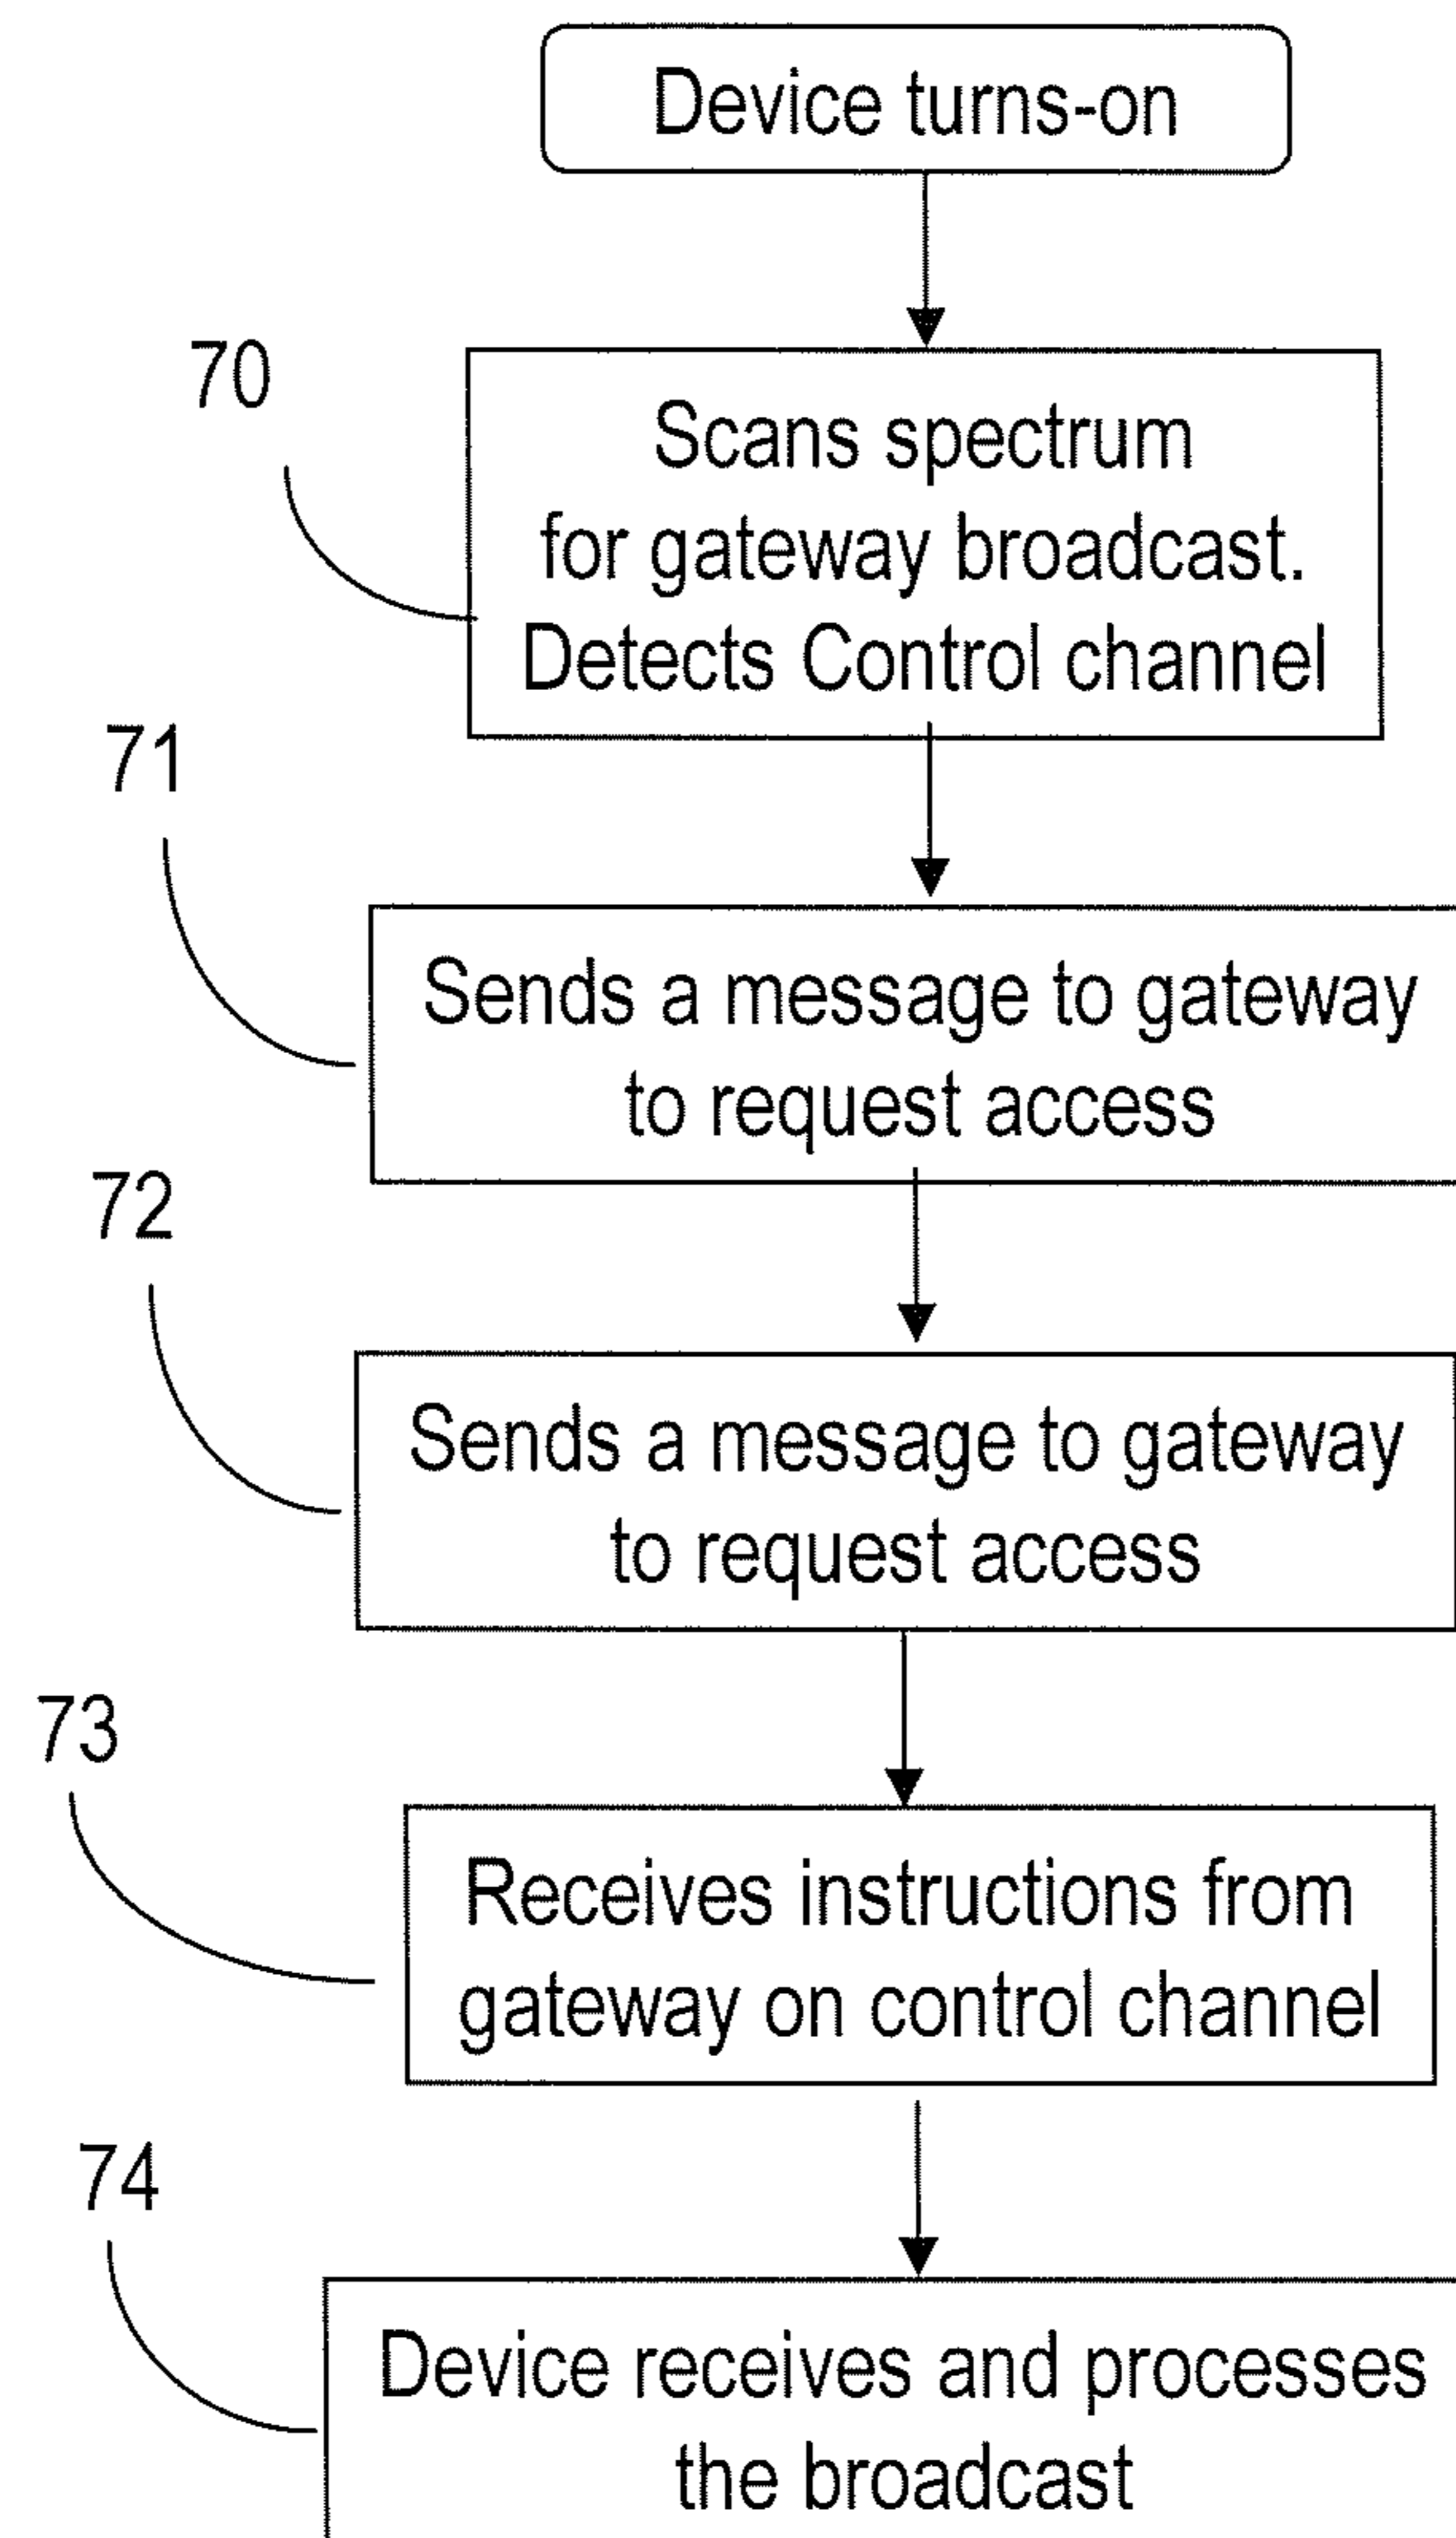 Device turns-on
70
Scans spectrum
for gateway broadcast.
Detects Control channel
71
Sends a message to gateway
to request access
72
Sends a message to gateway
to request access
73
Receives instructions from
gateway on control channel
74
Device receives and processes
the broadcast